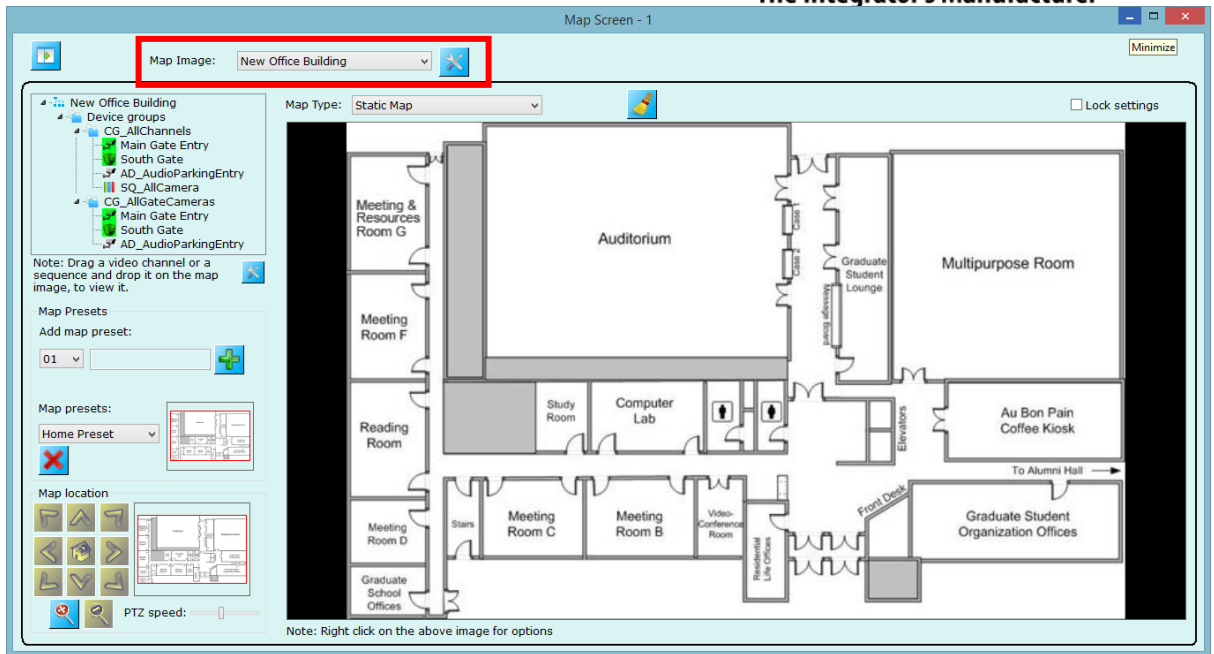 The Integrator's Manufacturer
Map Screen - 1
Minimize
Map Image:
New Office Building
New Office Building
Device groups
CG_AllChannels
Main Gate Entry
South Gate
AD_AudioParkingEntry
SQ_AllCamera
CG_AllGateCameras
Main Gate Entry
South Gate
AD_AudioParkingEntry
Note: Drag a video channel or a
sequence and drop it on the map
image, to view it.
Map Presets
Add map preset:
01
Map presets:
Home Preset
Map location
PTZ speed:
Map Type:
Static Map
Lock settings
Meeting &
Resources
Room G
Auditorium
Case 1
Case 2
Graduate
Student
Lounge
Message Board
Multipurpose Room
Meeting
Room F
Study
Room
Computer
Lab
Reading
Room
Elevators
Au Bon Pain
Coffee Kiosk
To Alumni Hall
Front Desk
Meeting
Room D
Stairs
Meeting
Room C
Meeting
Room B
Video-
Conference
Room
Residential
Life Offices
Graduate Student
Organization Offices
Graduate
School
Offices
Note: Right click on the above image for options